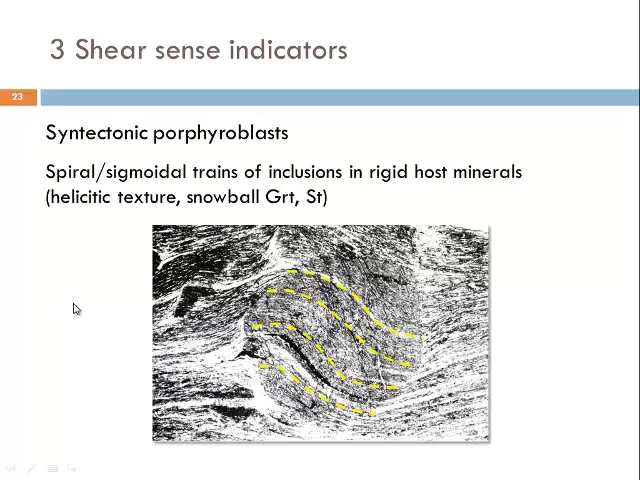 3 Shear sense indicators
23
Syntectonic porphyroblasts
Spiral/sigmoidal trains of inclusions in rigid host minerals
(helicitic texture, snowball Grt, St)